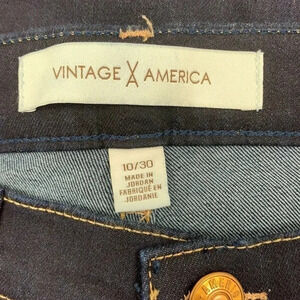 VINTAGE AMERICA
10/30
MADE IN
JORDAN
FABRIQUÉ EN
JORDANIE